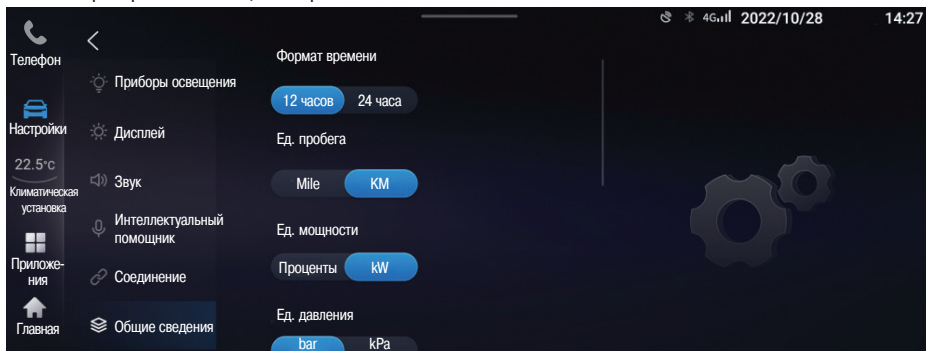 4G 2022/10/28 14:27
Телефон
Настройки
22.5°C
Климатическая
установка
Приложе-
ния
Главная
Приборы освещения
Дисплей
Звук
Интеллектуальный
помощник
Соединение
Общие сведения
Формат времени
12 часов 24 часа
Ед. пробега
Mile KM
Ед. мощности
Проценты kW
Ед. давления
bar kPa